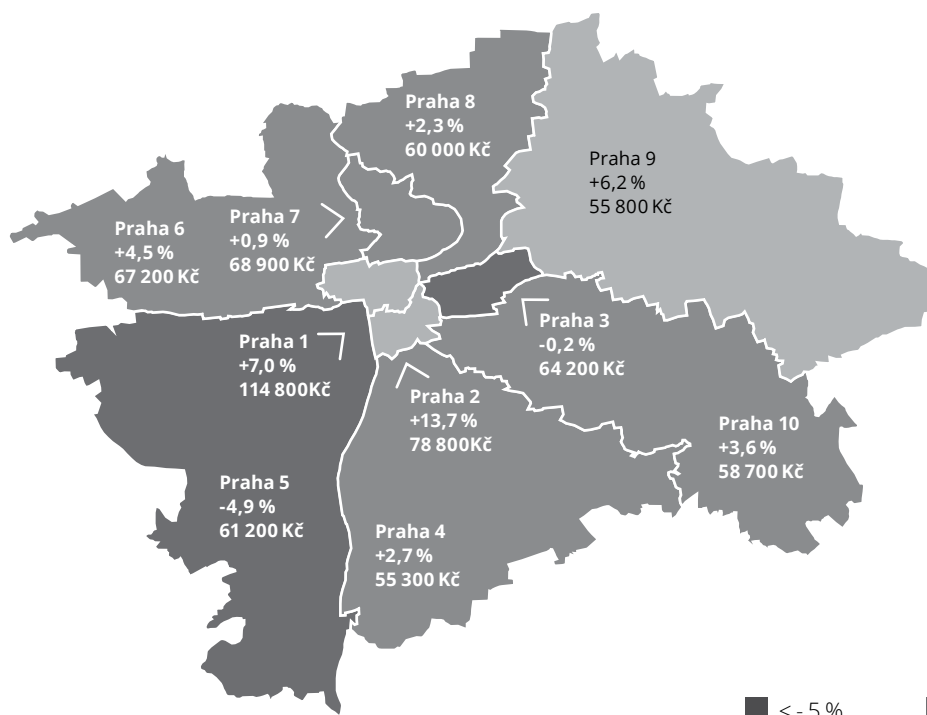 Praha 8
+2,3 %
60 000 Kč
Praha 9
+6,2 %
55 800 Kč
Praha 6
+4,5 %
67 200 Kč
Praha 7
+0,9 %
68 900 Kč
Praha 1
+7,0 %
114 800Kč
Praha 3
-0,2 %
64 200 Kč
Praha 2
+13,7 %
78 800Kč
Praha 10
+3,6 %
58 700 Kč
Praha 5
-4,9 %
61 200 Kč
Praha 4
+2,7 %
55 300 Kč
< - 5 %